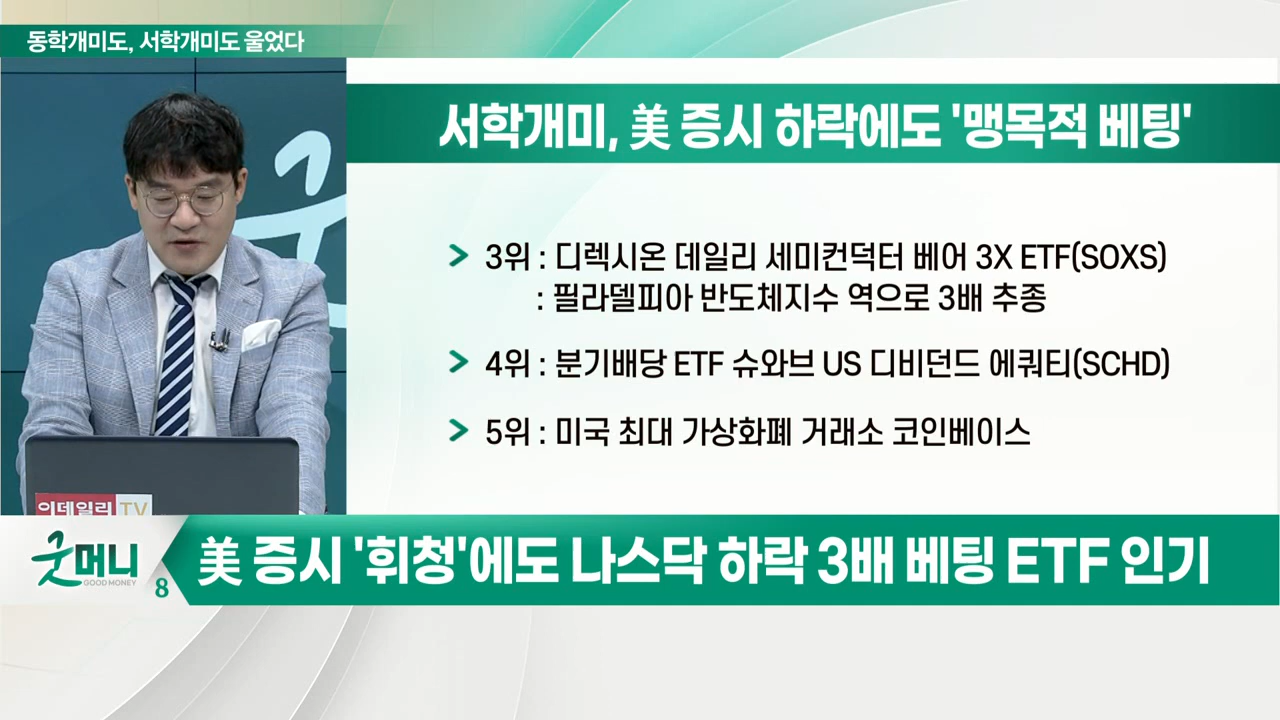 동학개미도, 서학개미도 울었다
서학개미, 美 증시 하락에도 '맹목적 베팅'
> 3위 : 디렉시온 데일리 세미컨덕터 베어 3X ETF(SOXS)
: 필라델피아 반도체지수 역으로 3배 추종
> 4위 : 분기배당 ETF 슈와브 US 디비던드 에쿼티(SCHD)
> 5위 : 미국 최대 가상화폐 거래소 코인베이스
이데일리 TV
굿머니
GOOD MONEY
8
美 증시 '휘청'에도 나스닥 하락 3배 베팅 ETF 인기